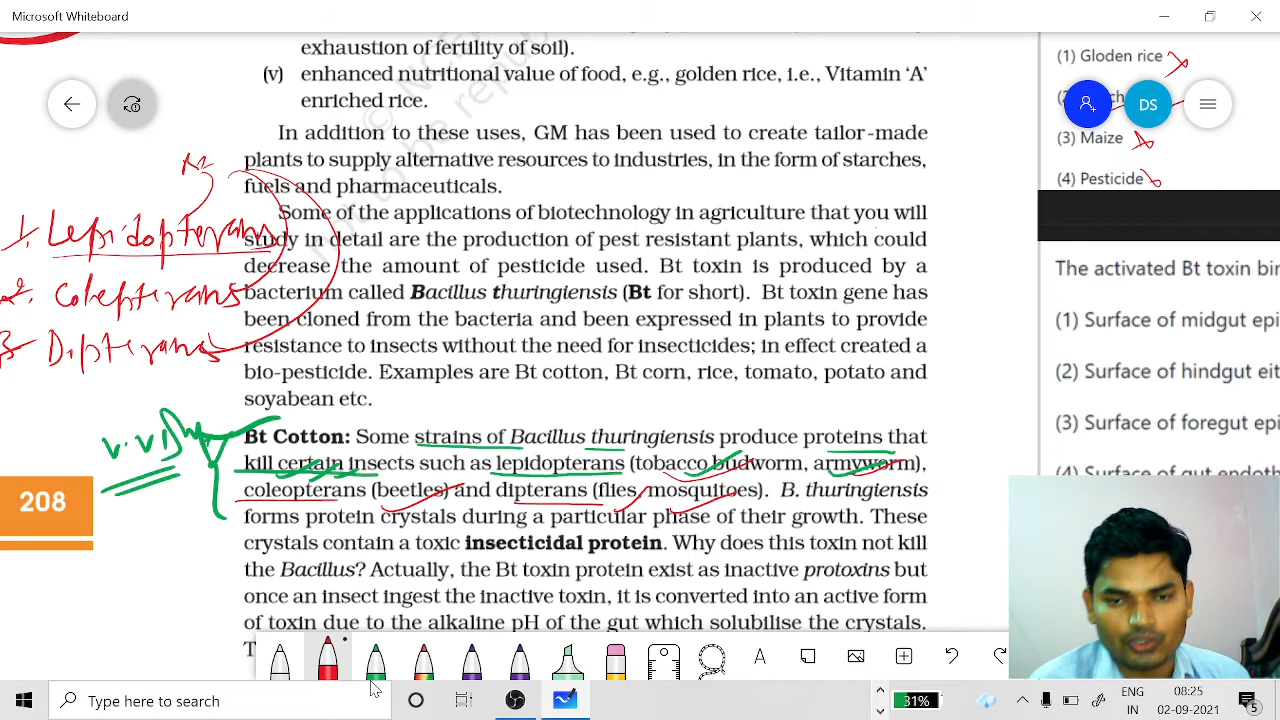 Microsoft Whiteboard
exhaustion of fertility of soil).
(v) enhanced nutritional value of food, e.g., golden rice, i.e., Vitamin ‘A’
enriched rice.
In addition to these uses, GM has been used to create tailor-made
plants to supply alternative resources to industries, in the form of starches,
fuels and pharmaceuticals.
Some of the applications of biotechnology in agriculture that you will
study in detail are the production of pest resistant plants, which could
decrease the amount of pesticide used. Bt toxin is produced by a
bacterium called Bacillus thuringiensis (Bt for short). Bt toxin gene has
been cloned from the bacteria and been expressed in plants to provide
resistance to insects without the need for insecticides; in effect created a
bio-pesticide. Examples are Bt cotton, Bt corn, rice, tomato, potato and
soyabean etc.
Bt Cotton: Some strains of Bacillus thuringiensis produce proteins that
kill certain insects such as lepidopterans (tobacco budworm, armyworm),
coleopterans (beetles) and dipterans (flies, mosquitoes). B. thuringiensis
forms protein crystals during a particular phase of their growth. These
crystals contain a toxic insecticidal protein. Why does this toxin not kill
the Bacillus? Actually, the Bt toxin protein exist as inactive protoxins but
once an insect ingest the inactive toxin, it is converted into an active form
of toxin due to the alkaline pH of the gut which solubilise the crystals.
1. Lepidopterans
2. Colepterans
3 Dipterans
208
(1) Gloden rice
DS
(3) Maize
(4) Pesticide
The activated Bt toxin bin
(1) Surface of midgut epi
(2) Surface of hindgut eit
(3) Surface of foregut epi
Type here to search
31%
ENG
IN
08:25
02-09-2021
5